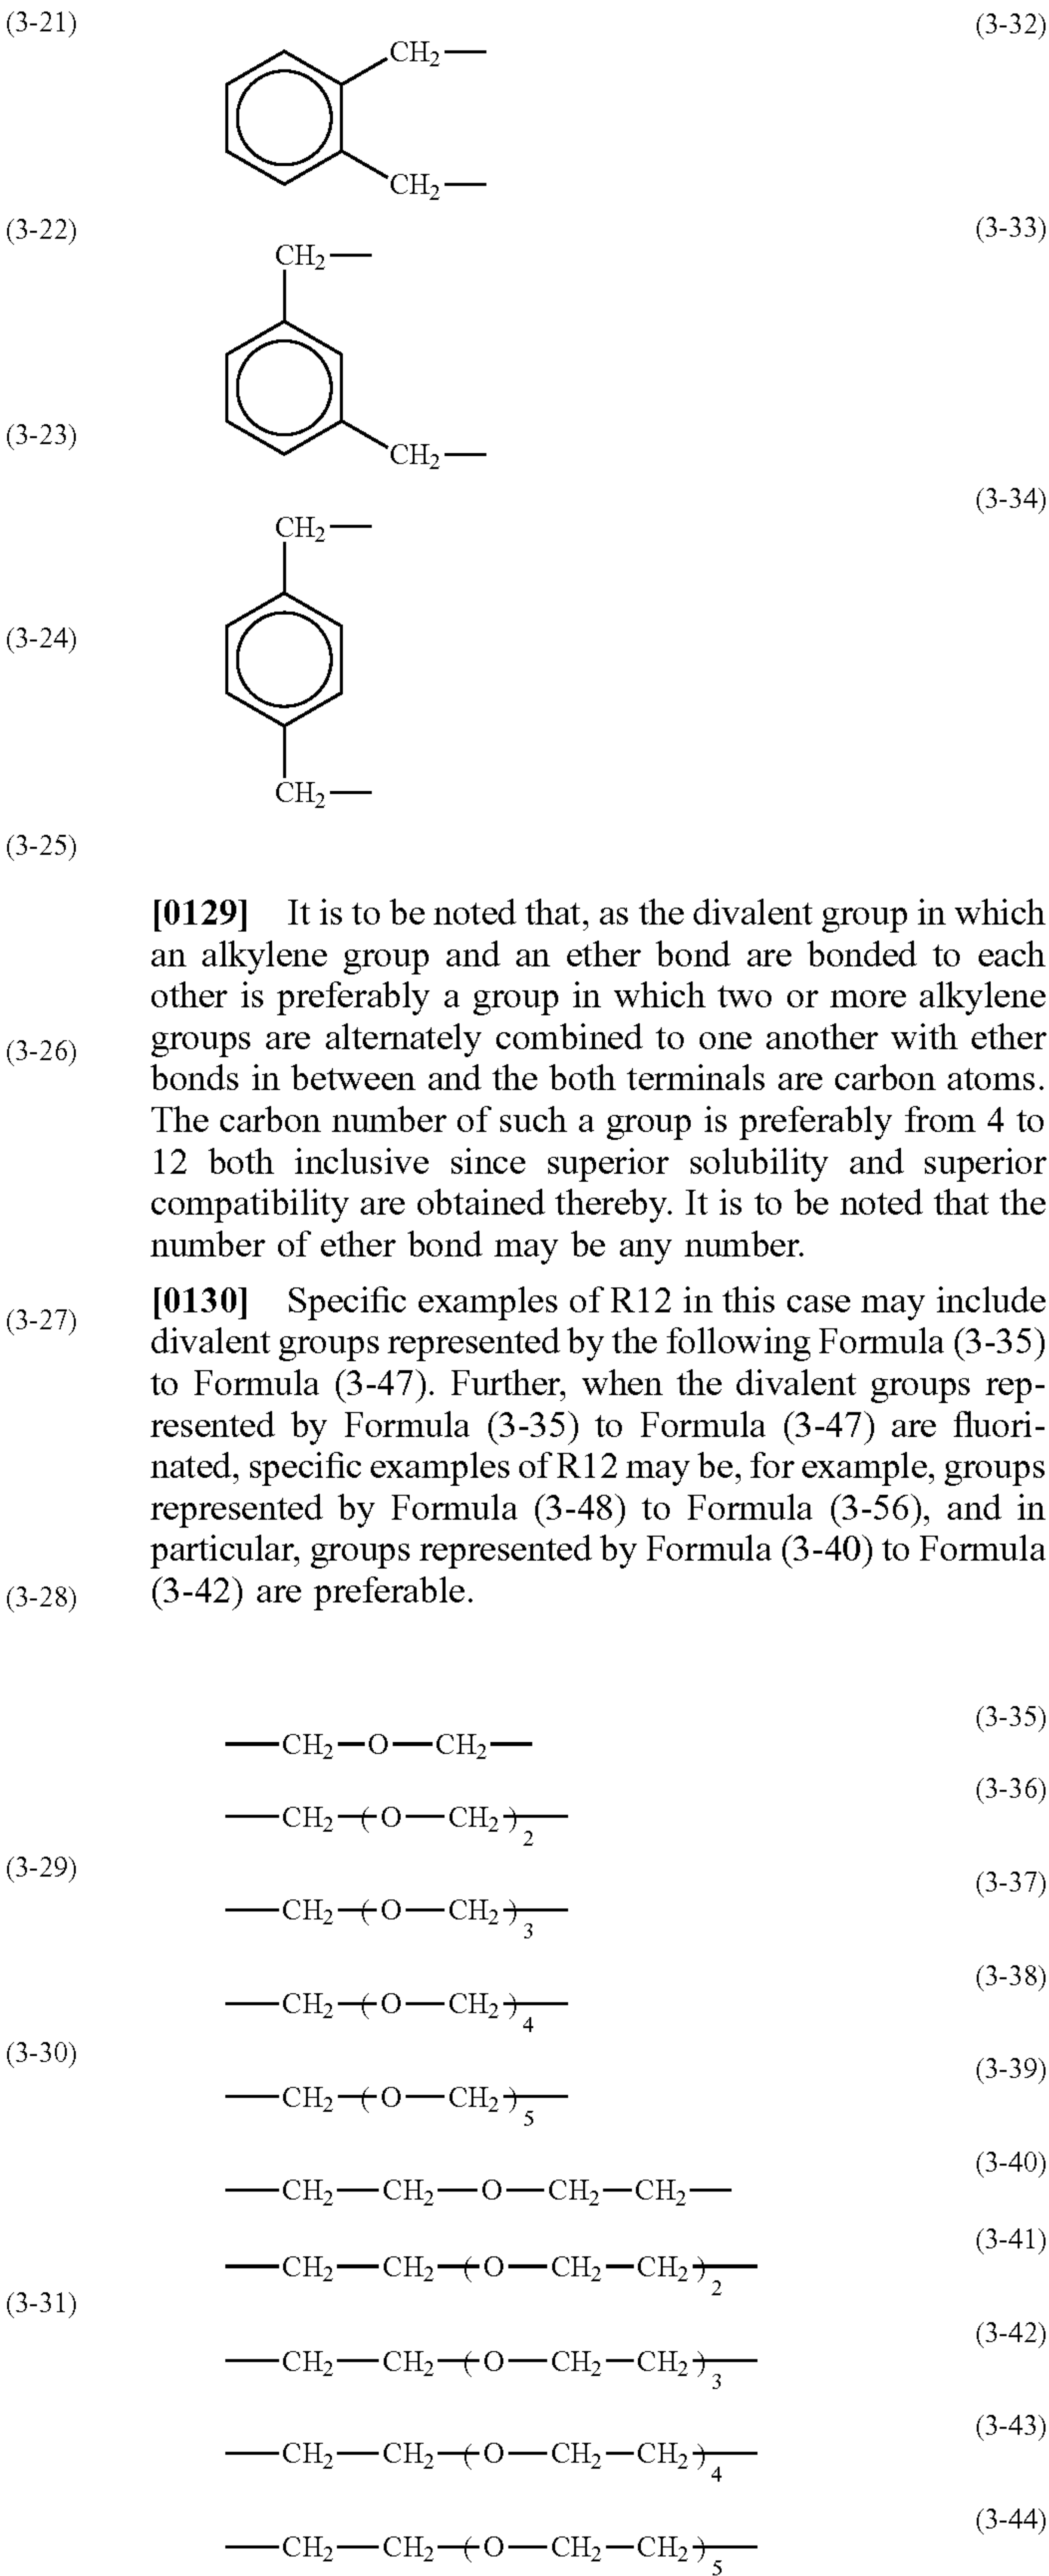 (3-21)
(3-32)
CH2—
CH2—
(3-22)
(3-33)
CH2—
(3-23)
CH2—
(3-34)
CH2—
(3-24)
CH2—
(3-25)
[0129] It is to be noted that, as the divalent group in which
an alkylene group and an ether bond are bonded to each
other is preferably a group in which two or more alkylene
(3-26)
groups are alternately combined to one another with ether
bonds in between and the both terminals are carbon atoms.
The carbon number of such a group is preferably from 4 to
12 both inclusive since superior solubility and superior
compatibility are obtained thereby. It is to be noted that the
number of ether bond may be any number.
(3-27)
[0130] Specific examples of R12 in this case may include
divalent groups represented by the following Formula (3-35)
to Formula (3-47). Further, when the divalent groups rep-
resented by Formula (3-35) to Formula (3-47) are fluori-
nated, specific examples of R12 may be, for example, groups
represented by Formula (3-48) to Formula (3-56), and in
particular, groups represented by Formula (3-40) to Formula
(3-28)
(3-42) are preferable.
(3-35)
—CH2—O—CH2—
(3-36)
—CH2—(O—CH2)2—
(3-29)
(3-37)
—CH2—(O—CH2)3—
(3-38)
—CH2—(O—CH2)4—
(3-30)
(3-39)
—CH2—(O—CH2)5—
(3-40)
—CH2—CH2—O—CH2—CH2—
(3-41)
—CH2—CH2—(O—CH2—CH2)2—
(3-31)
(3-42)
—CH2—CH2—(O—CH2—CH2)3—
(3-43)
—CH2—CH2—(O—CH2—CH2)4—
(3-44)
—CH2—CH2—(O—CH2—CH2)5—